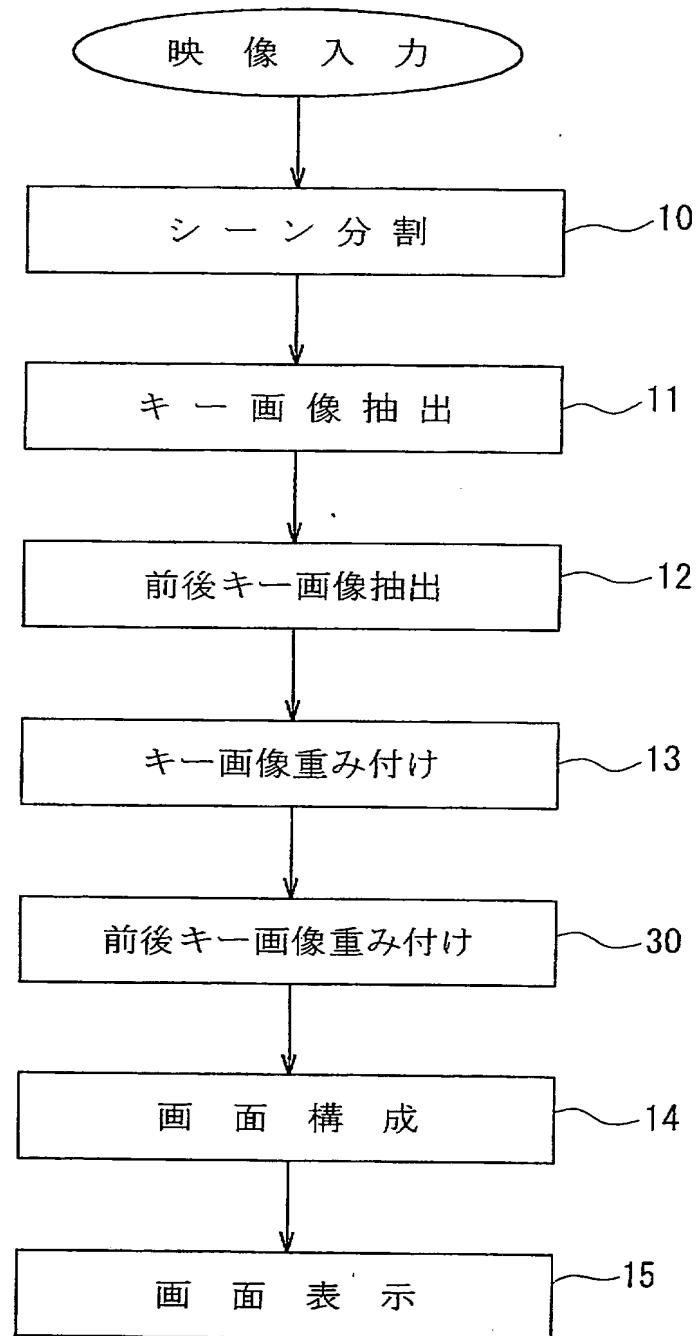 映像入力
シーン分割
10
キー画像抽出
11
前後キー画像抽出
12
キー画像重み付け
13
前後キー画像重み付け
30
画面構成
14
画面表示
15